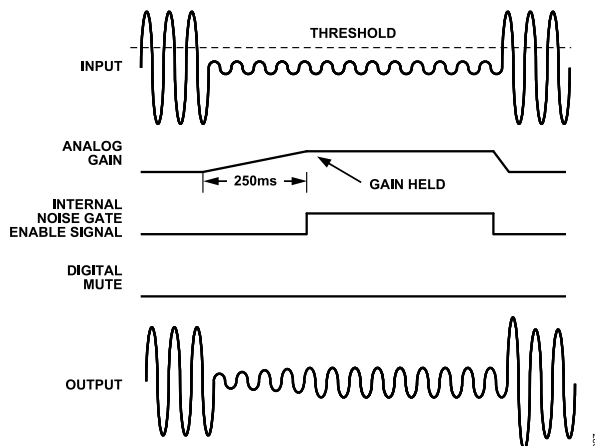 THRESHOLD
INPUT
ANALOG
GAIN
250ms
GAIN HELD
INTERNAL
NOISE GATE
ENABLE SIGNAL
DIGITAL
MUTE
OUTPUT